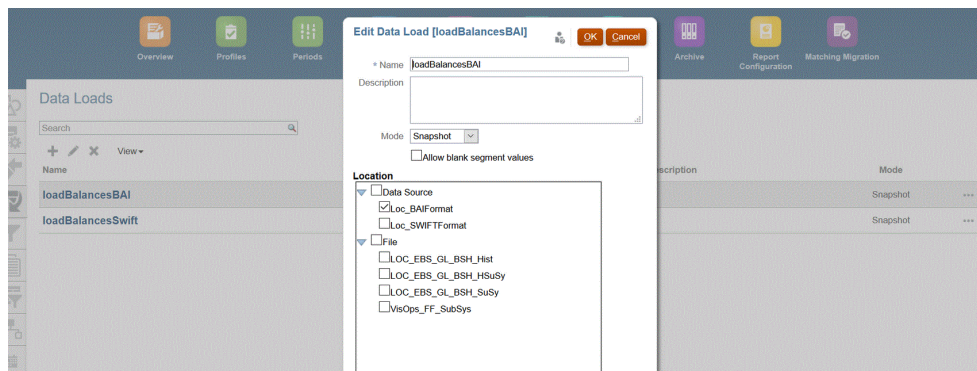 Overview
Profiles
Periods
Archive
Report
Configuration
Matching Migration
Edit Data Load [loadBalancesBAI]
OK
Cancel
* Name
loadBalancesBAI
Description
Mode
Snapshot
Allow blank segment values
Location
Data Source
Loc_BAIFormat
Loc_SWIFTFormat
File
LOC_EBS_GL_BSH_Hist
LOC_EBS_GL_BSH_HSuSy
LOC_EBS_GL_BSH_SuSy
VisOps_FF_SubSys
Data Loads
Search
View
Name
escription
Mode
loadBalancesBAI
Snapshot
loadBalancesSwift
Snapshot